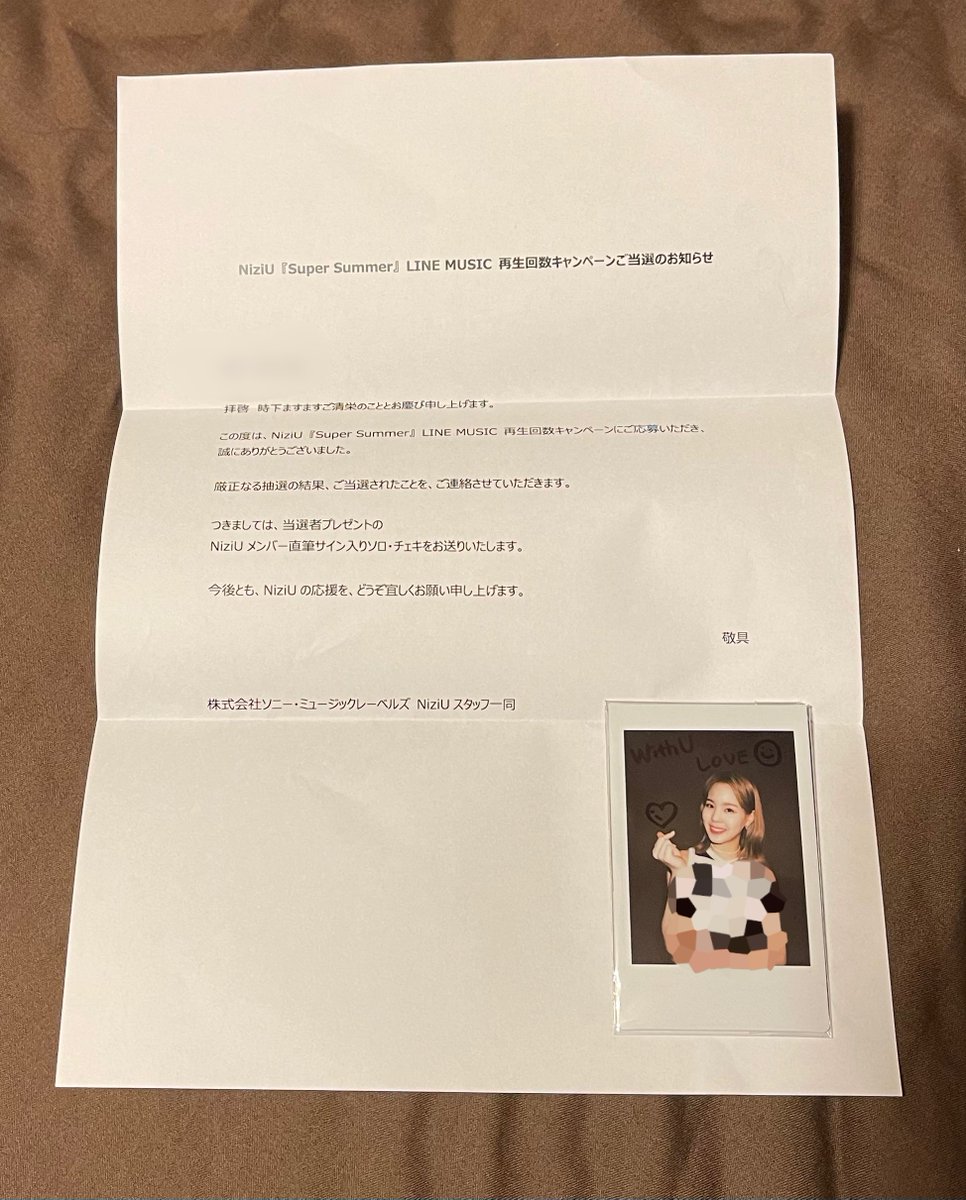 NiziU『Super Summer』LINE MUSIC 再生回数キャンペーンご当選のお知らせ
拝啓 時下ますますご清栄のこととお慶び申し上げます。
この度は、NiziU『Super Summer』LINE MUSIC 再生回数キャンペーンにご応募いただき、
誠にありがとうございました。
厳正なる抽選の結果、ご当選されたことを、ご連絡させていただきます。
つきましては、当選者プレゼントの
NiziU メンバー直筆サイン入りソロ・チェキをお送りいたします。
今後とも、NiziU の応援を、どうぞ宜しくお願い申し上げます。
敬具
株式会社ソニー・ミュージックレーベルズ NiziU スタッフ一同
WithU
LOVE